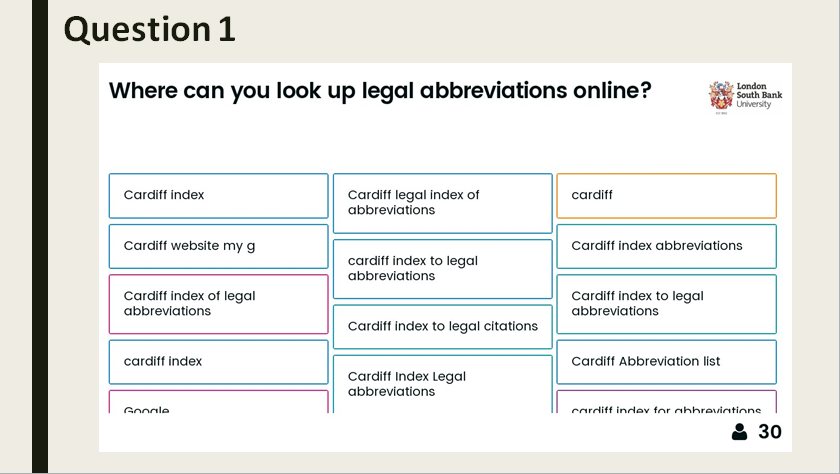 Question 1
Where can you look up legal abbreviations online?
London
South Bank
University
Cardiff index
Cardiff website my g
Cardiff index of legal
abbreviations
cardiff index
Google
Cardiff legal index of
abbreviations
cardiff index to legal
abbreviations
Cardiff index to legal citations
Cardiff Index Legal
abbreviations
cardiff
Cardiff index abbreviations
Cardiff index to legal
abbreviations
Cardiff Abbreviation list
cardiff index for abbreviations
30